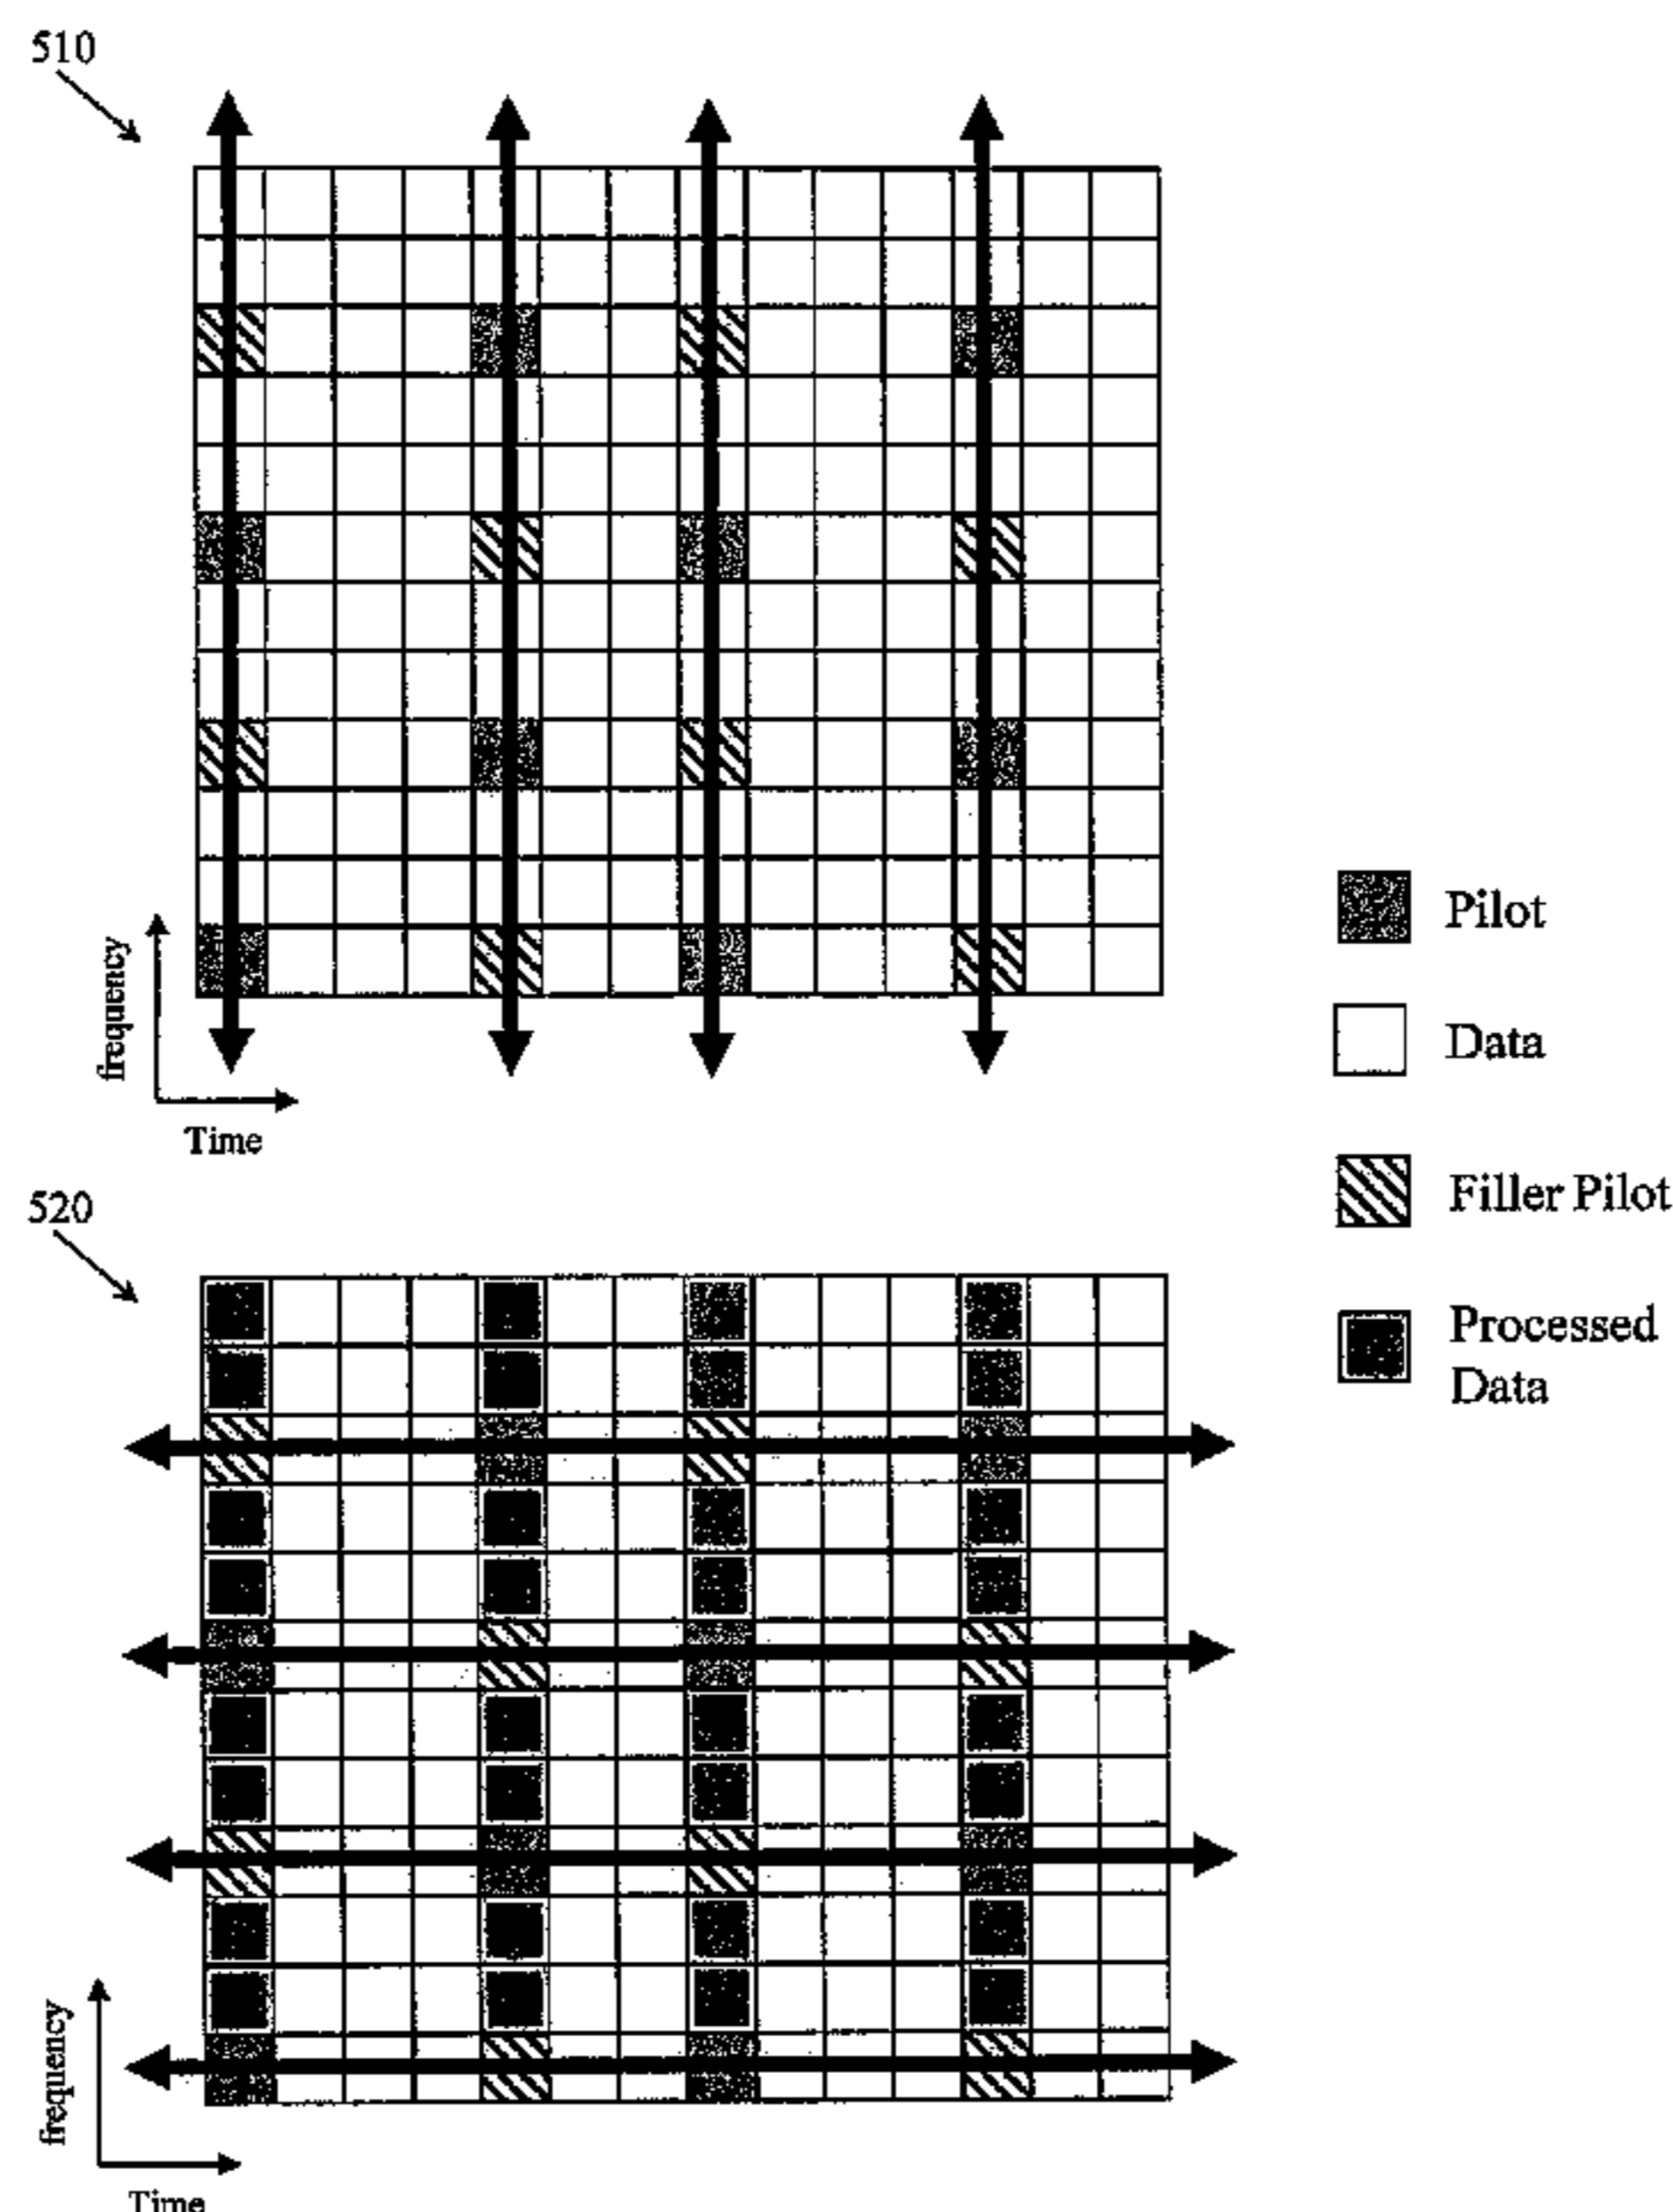 510
frequency
Time
Pilot
Data
Filler Pilot
Processed
Data
520
frequency
Time